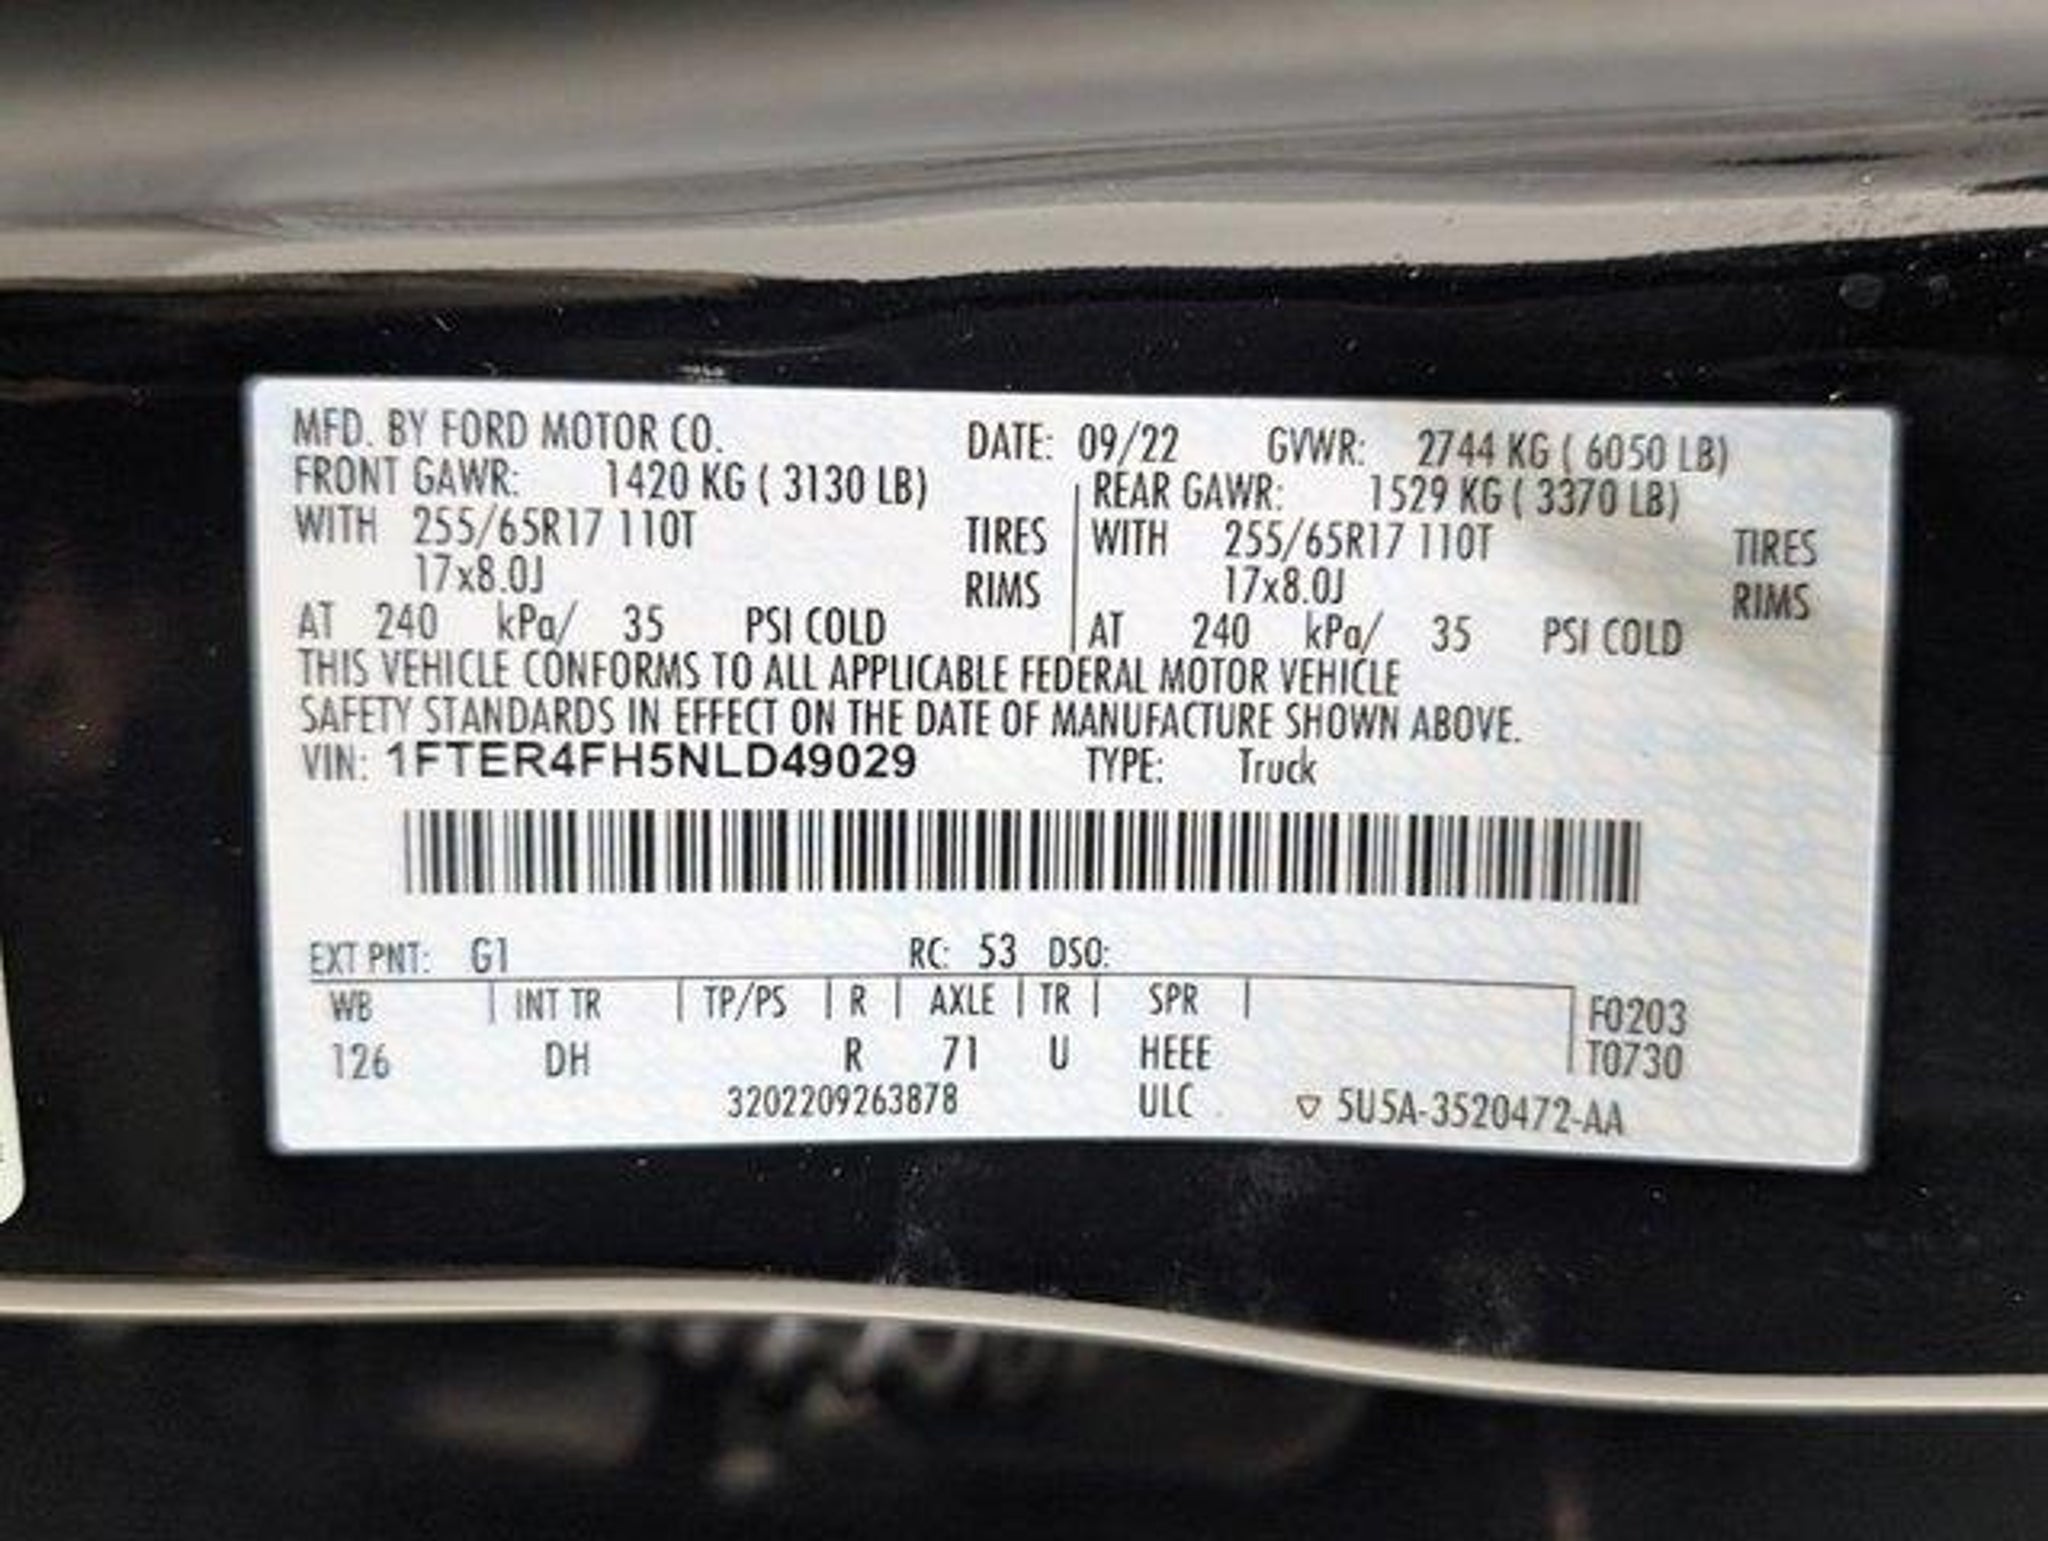 MFD. BY FORD MOTOR CO. DATE: 09/22 GVWR: 2744 KG ( 6050 LB)
FRONT GAWR: 1420 KG ( 3130 LB) REAR GAWR: 1529 KG ( 3370 LB)
WITH 255/65R17 110T TIRES WITH 255/65R17 110T TIRES
17x8.0J RIMS 17x8.0J RIMS
AT 240 kPa/ 35 PSI COLD AT 240 kPa/ 35 PSI COLD
THIS VEHICLE CONFORMS TO ALL APPLICABLE FEDERAL MOTOR VEHICLE
SAFETY STANDARDS IN EFFECT ON THE DATE OF MANUFACTURE SHOWN ABOVE.
VIN: 1FTER4FH5NLD49029 TYPE: Truck
EXT PNT: G1 RC: 53 DSO:
WB INT TR TP/PS R AXLE TR SPR F0203
126 DH R 71 U HEEE T0730
3202209263878 ULC 5U5A-3520472-AA